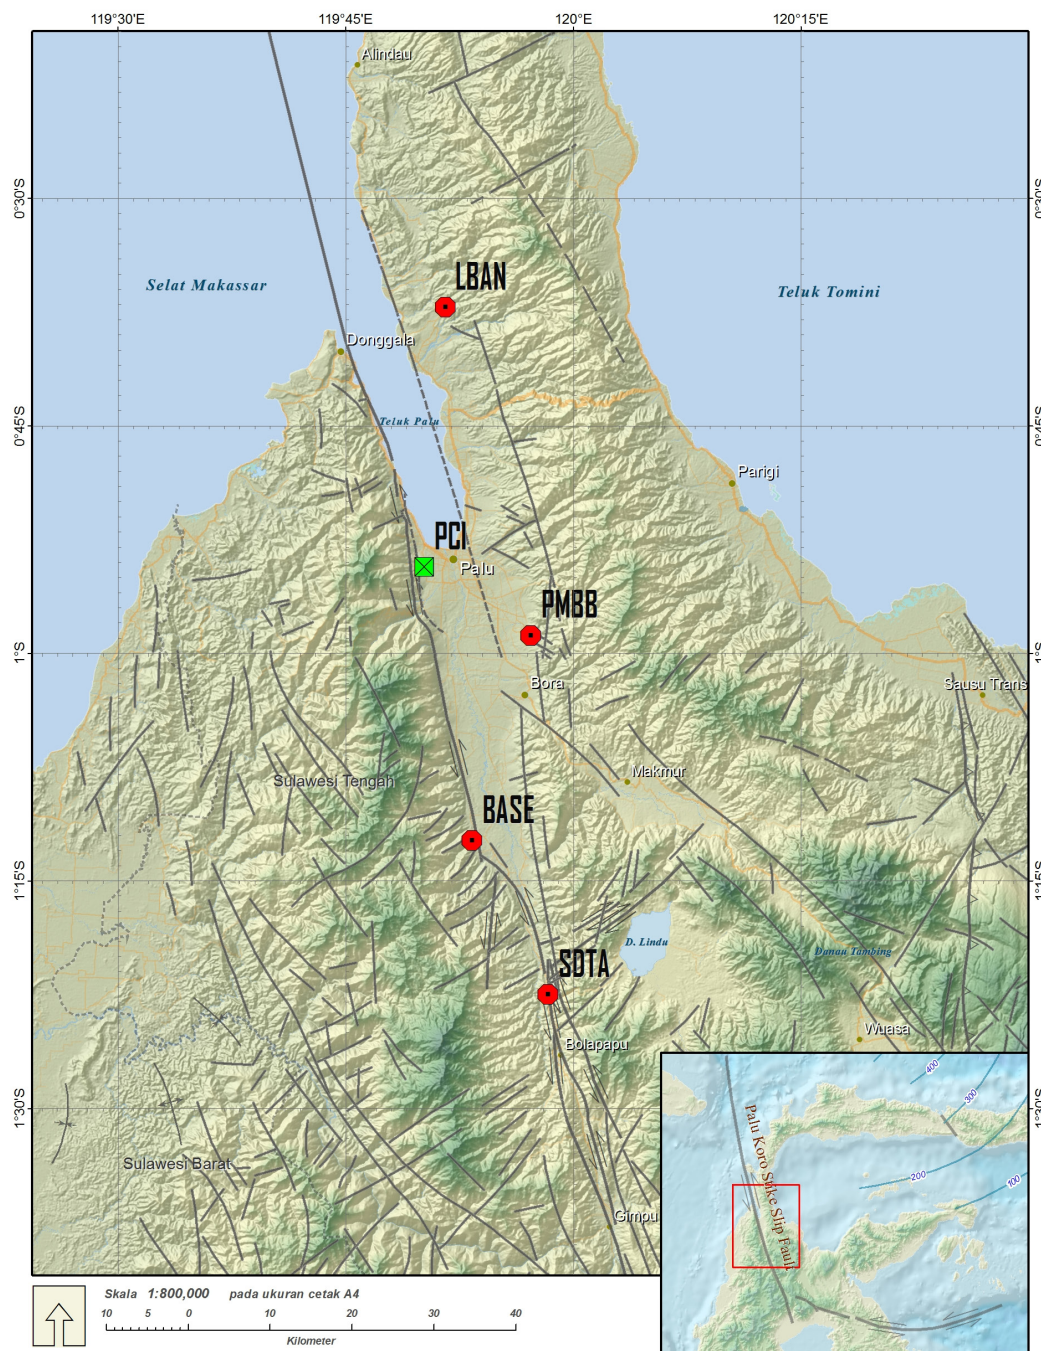 119°30'E
119°45'E
120°E
120°15'E
Alindau
0°30'S
0°30'S
LBAN
Selat Makassar
Teluk Tomini
Donggala
Teluk Palu
0°45'S
0°45'S
Parigi
PCI
Palu
PMBB
1°S
1°S
Bora
Sausu Trans
Makmur
Sulawesi Tengah
BASE
1°15'S
1°15'S
D. Lindu
Danau Tambing
SDTA
Wuasa
Bolapapu
1°30'S
1°30'S
Sulawesi Barat
Gimpu
400
300
200
100
Palu Koro Stike Slip Fault
Skala 1:800,000 pada ukuran cetak A4
10 5 0 10 20 30 40
Kilometer